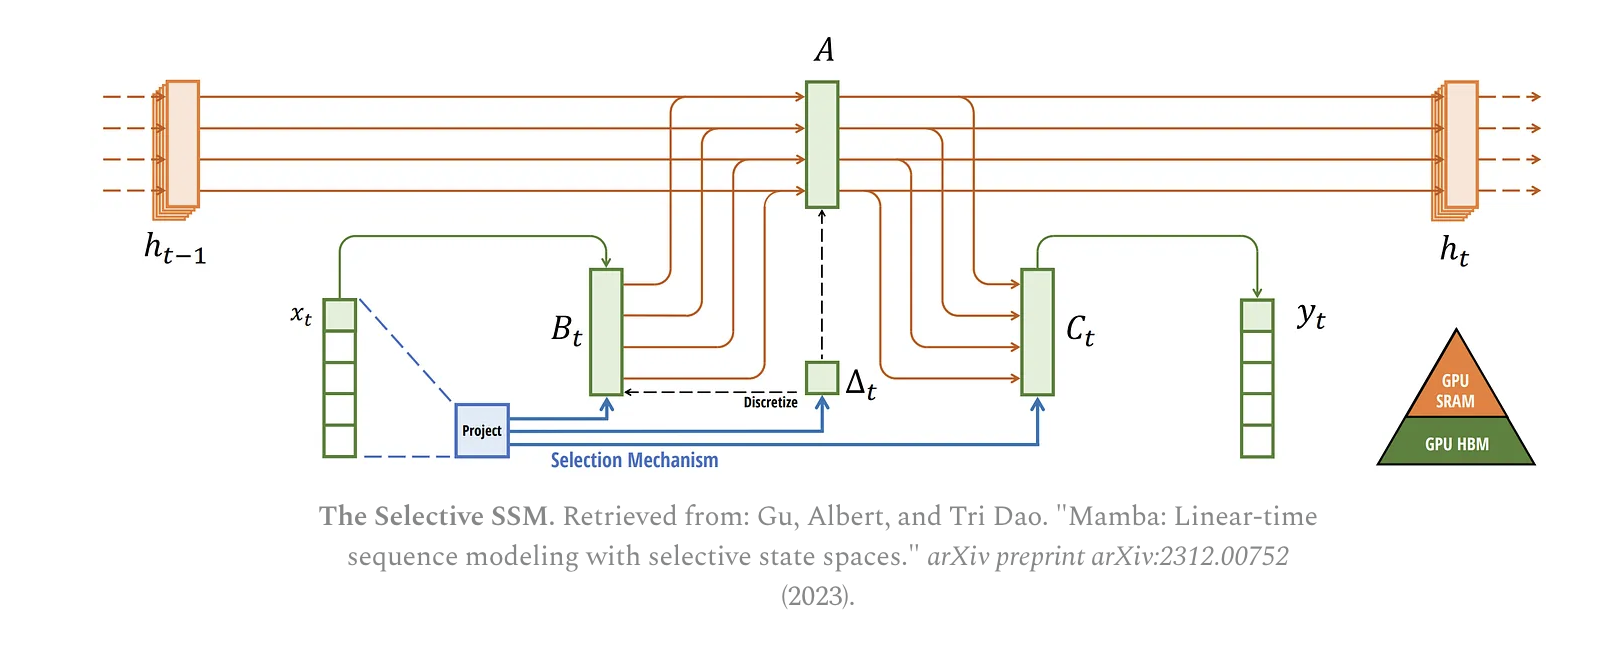 A
h_{t-1}
h_t
x_t
B_t
C_t
y_t
Δ_t
Discretize
Project
Selection Mechanism
GPU
SRAM
GPU HBM
The Selective SSM. Retrieved from: Gu, Albert, and Tri Dao. "Mamba: Linear-time
sequence modeling with selective state spaces." arXiv preprint arXiv:2312.00752
(2023).